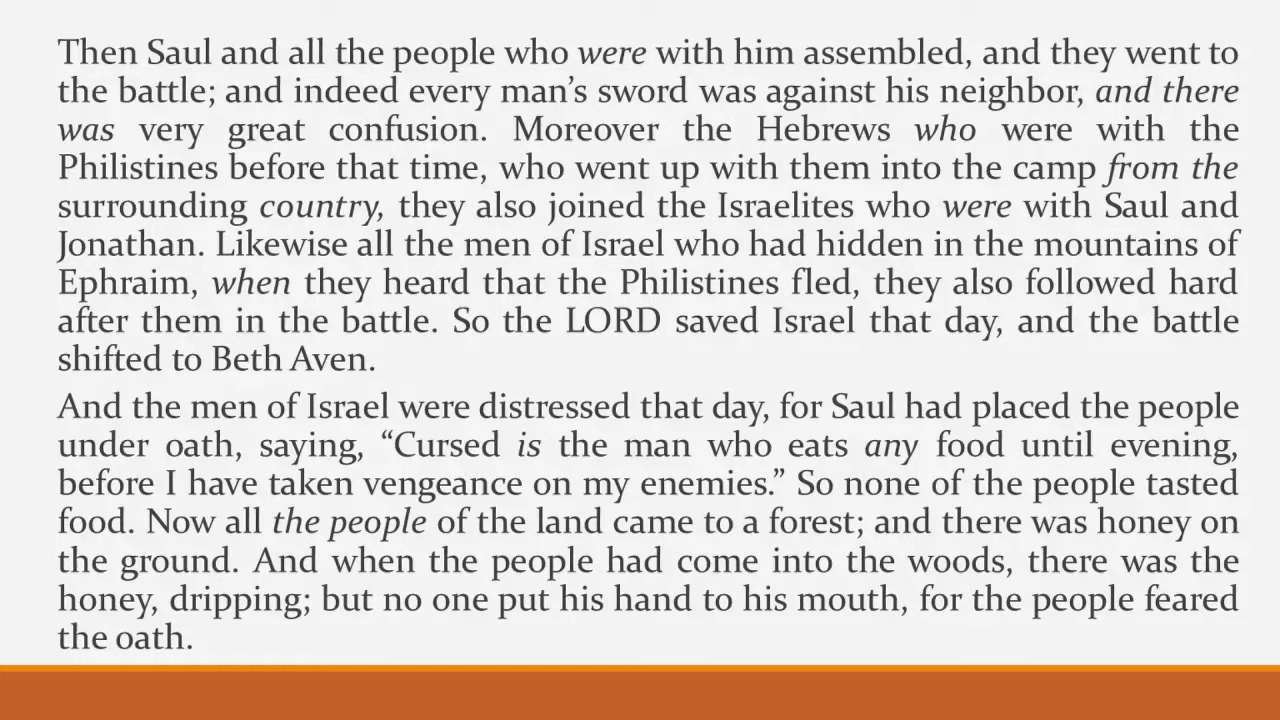 Then Saul and all the people who were with him assembled, and they went to
the battle; and indeed every man’s sword was against his neighbor, and there
was very great confusion. Moreover the Hebrews who were with the
Philistines before that time, who went up with them into the camp from the
surrounding country, they also joined the Israelites who were with Saul and
Jonathan. Likewise all the men of Israel who had hidden in the mountains of
Ephraim, when they heard that the Philistines fled, they also followed hard
after them in the battle. So the LORD saved Israel that day, and the battle
shifted to Beth Aven.
And the men of Israel were distressed that day, for Saul had placed the people
under oath, saying, “Cursed is the man who eats any food until evening,
before I have taken vengeance on my enemies.” So none of the people tasted
food. Now all the people of the land came to a forest; and there was honey on
the ground. And when the people had come into the woods, there was the
honey, dripping; but no one put his hand to his mouth, for the people feared
the oath.